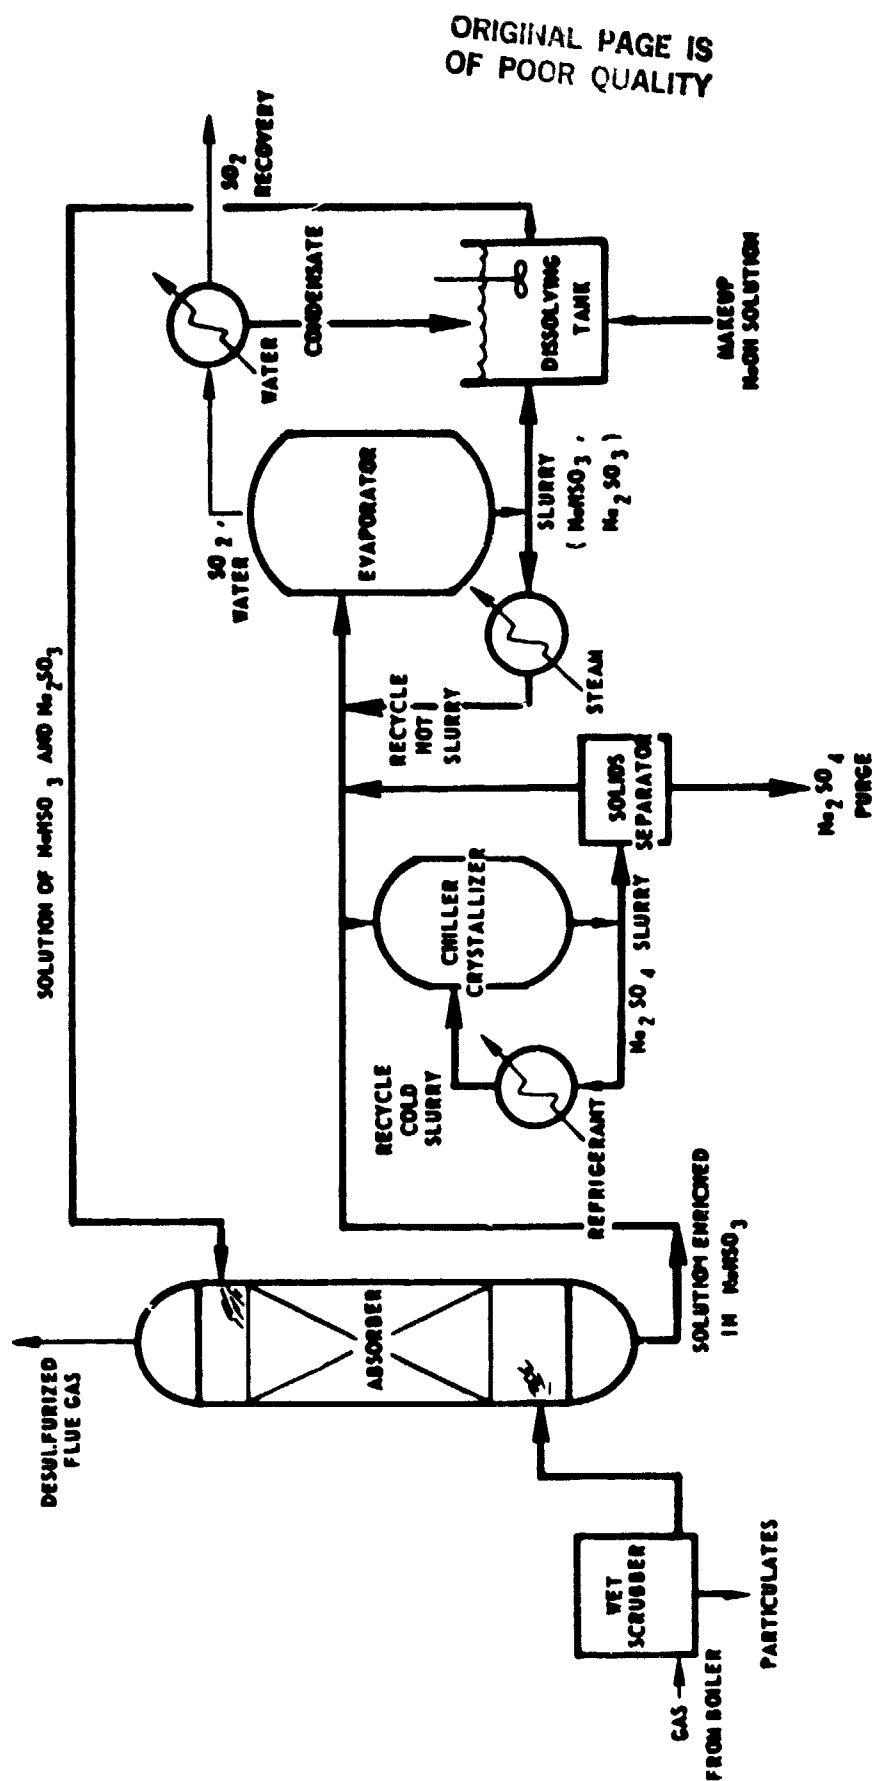 ORIGINAL PAGE IS
OF POOR QUALITY
DESULFURIZED
FLUE GAS
SOLUTION OF NaHSO3 AND Na2SO3
SO2
RECOVERY
SO2,
WATER
WATER
CONDENSATE
EVAPORATOR
DISSOLVING
TANK
MAKEUP
NaOH SOLUTION
SLURRY
(NaHSO3,
Na2SO3)
STEAM
RECYCLE
HOT
SLURRY
CHILLER
CRYSTALLIZER
RECYCLE
COLD
SLURRY
REFRIGERANT
Na2SO4 SLURRY
SOLIDS
SEPARATOR
Na2SO4
PURGE
ABSORBER
SOLUTION ENRICHED
IN NaHSO3
WET
SCRUBBER
GAS
FROM BOILER
PARTICULATES